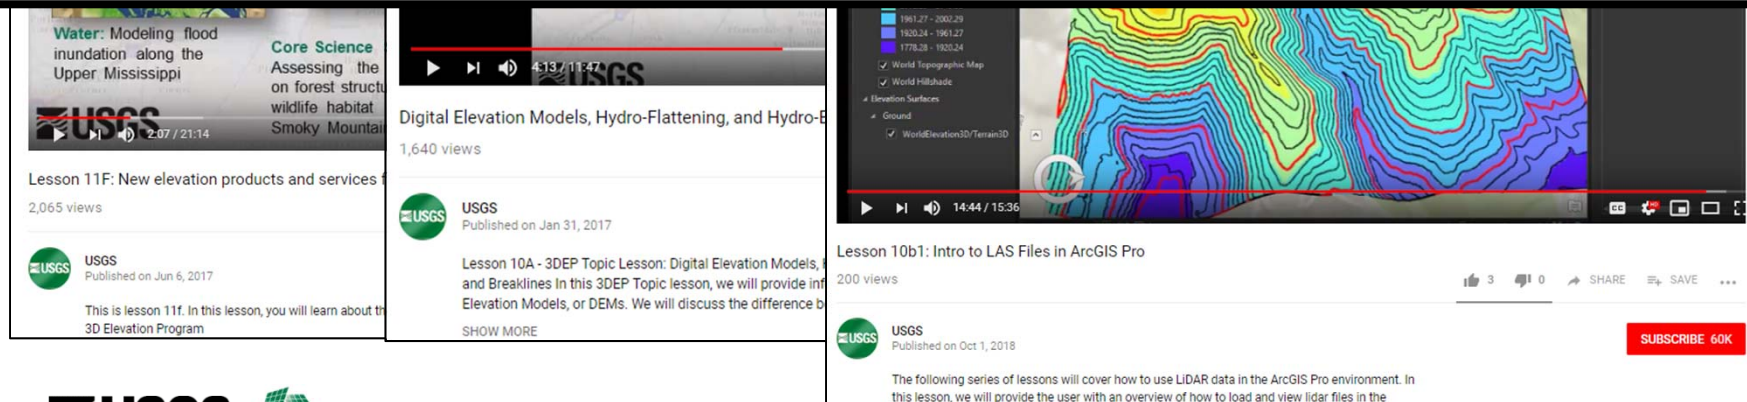 Water: Modeling flood
inundation along the
Upper Mississippi
Core Science
Assessing the
on forest structu
wildlife habitat
Smoky Mountai
USGS
2:07 / 21:14
Lesson 11F: New elevation products and services f
2,065 views
USGS
USGS
Published on Jun 6, 2017
This is lesson 11f. In this lesson, you will learn about th
3D Elevation Program
USGS
4:13 / 11:47
Digital Elevation Models, Hydro-Flattening, and Hydro-E
1,640 views
USGS
USGS
Published on Jan 31, 2017
Lesson 10A - 3DEP Topic Lesson: Digital Elevation Models,
and Breaklines In this 3DEP Topic lesson, we will provide inf
Elevation Models, or DEMs. We will discuss the difference b
SHOW MORE
1961.27 - 2002.29
1920.24 - 1961.27
1778.28 - 1920.24
World Topographic Map
World Hillshade
Elevation Surfaces
Ground
WorldElevation3D/Terrain3D
14:44 / 15:36
CC
HD
Lesson 10b1: Intro to LAS Files in ArcGIS Pro
200 views
3 0 SHARE SAVE
USGS
USGS
Published on Oct 1, 2018
SUBSCRIBE 60K
The following series of lessons will cover how to use LiDAR data in the ArcGIS Pro environment. In
this lesson, we will provide the user with an overview of how to load and view lidar files in the
USGS